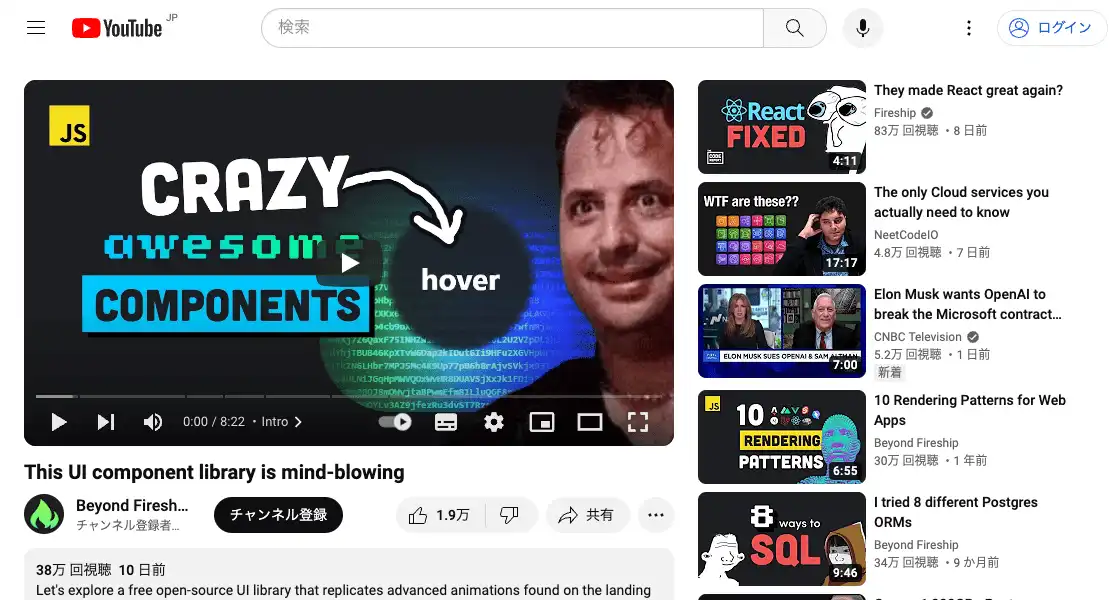 YouTube JP
検索
ログイン
JS
CRAZY
awesome
COMPONENTS
hover
0:00 / 8:22 • Intro
This UI component library is mind-blowing
Beyond Firesh...
チャンネル登録者...
チャンネル登録
1.9万
共有
38万 回視聴 10 日前
Let's explore a free open-source UI library that replicates advanced animations found on the landing
React
FIXED
CODE
REPORT
4:11
They made React great again?
Fireship
83万 回視聴 ・8 日前
WTF are these??
17:17
The only Cloud services you
actually need to know
NeetCodeIO
4.8万 回視聴 ・7 日前
ELON MUSK SUES OPENAI & SAM ALTMAN
7:00
Elon Musk wants OpenAI to
break the Microsoft contract...
CNBC Television
5.2万 回視聴 ・1 日前
新着
JS
10
RENDERING
PATTERNS
6:55
10 Rendering Patterns for Web
Apps
Beyond Fireship
30万 回視聴 ・1 年前
8 ways to
SQL
9:46
I tried 8 different Postgres
ORMs
Beyond Fireship
34万 回視聴 ・9 か月前